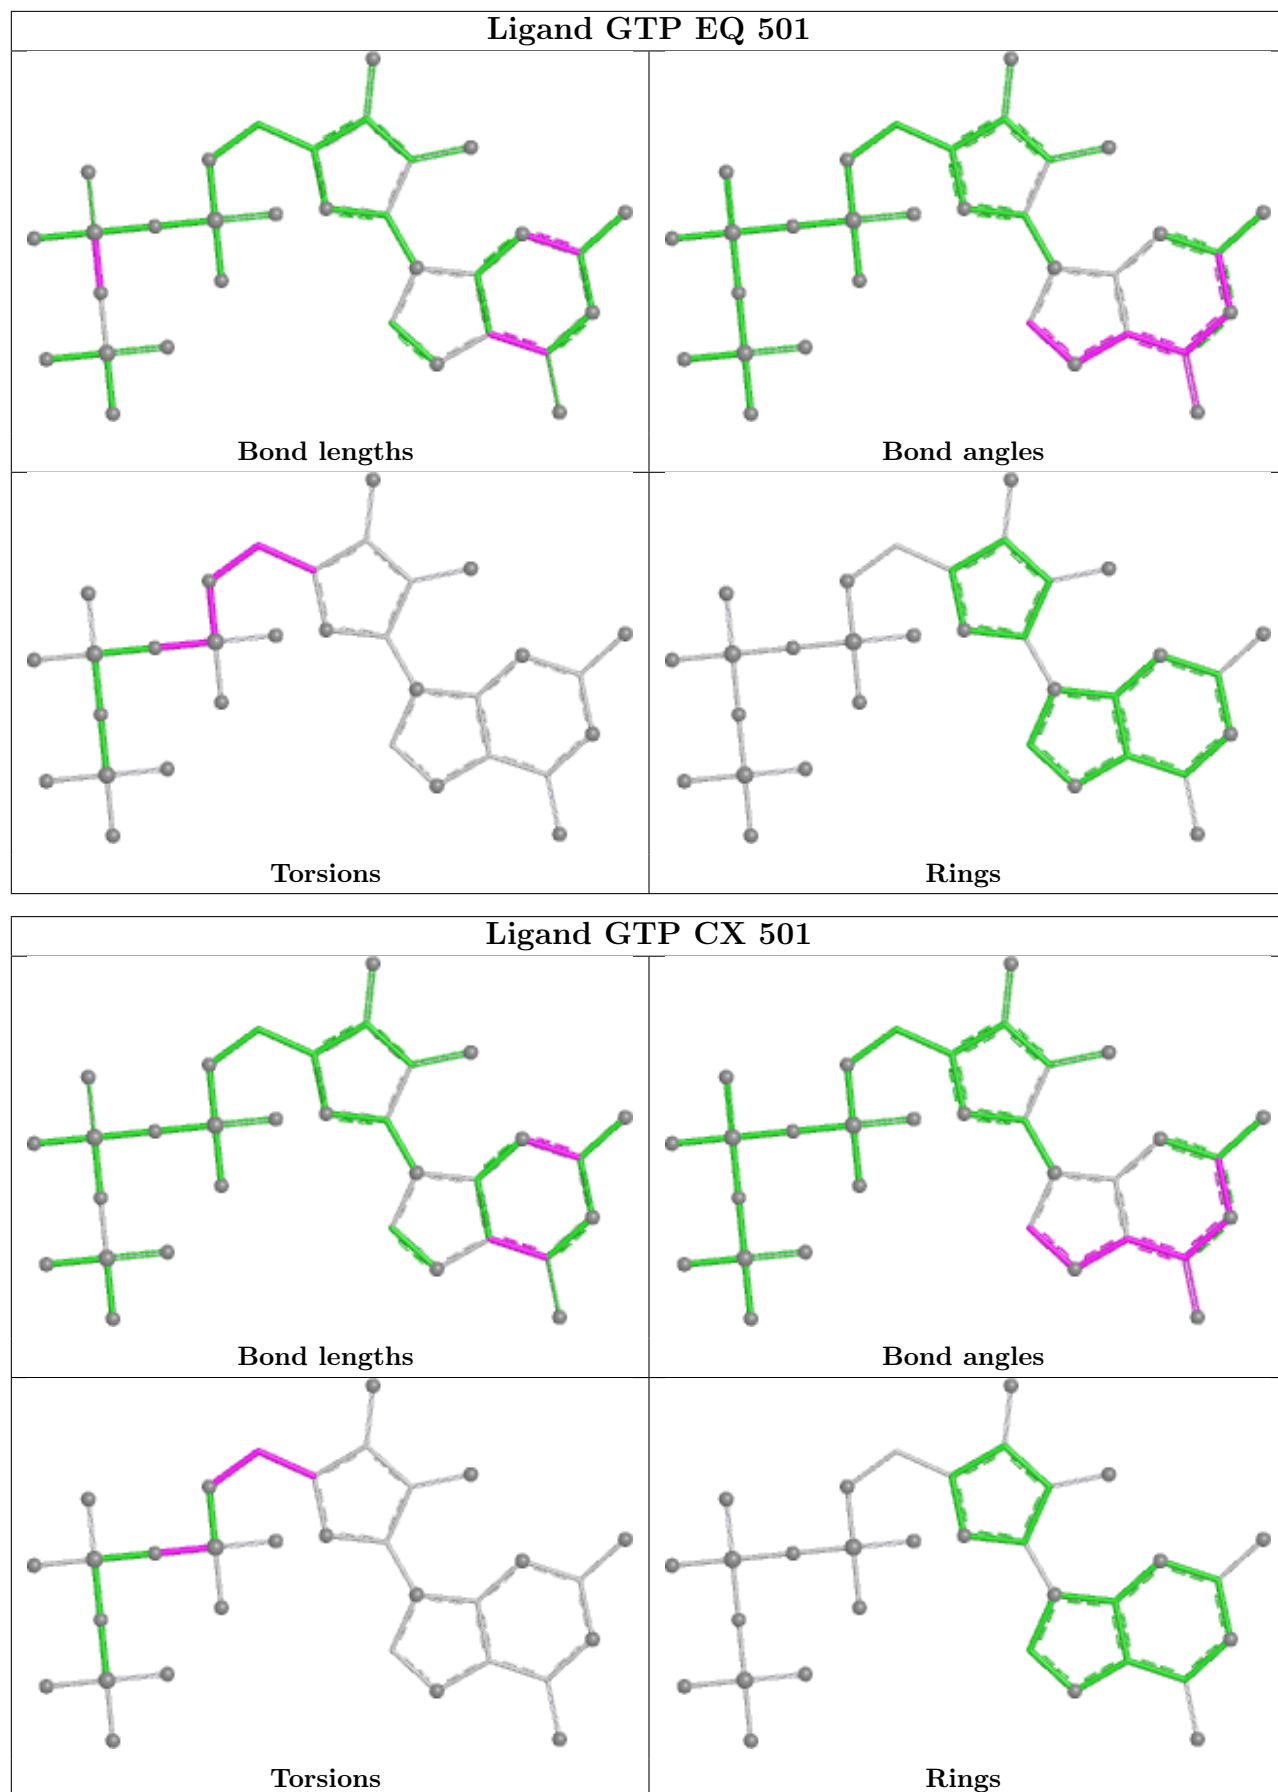 Ligand GTP EQ 501
Bond lengths
Bond angles
Torsions
Rings
Ligand GTP CX 501
Bond lengths
Bond angles
Torsions
Rings